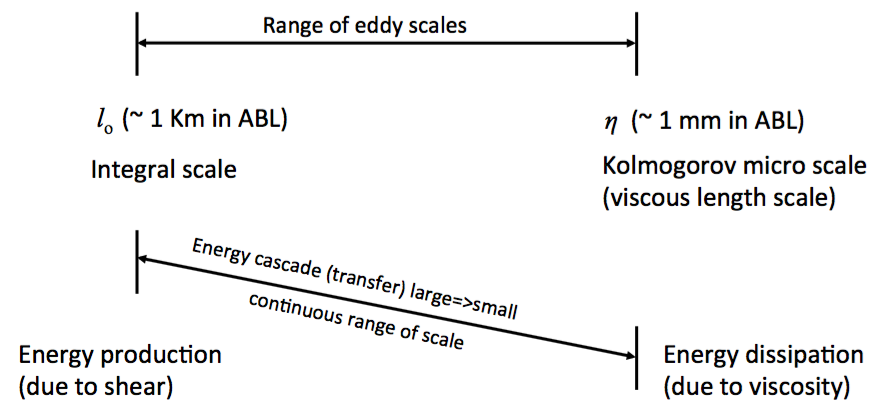 Range of eddy scales
lo (~ 1 Km in ABL)
η (~ 1 mm in ABL)
Integral scale
Kolmogorov micro scale
(viscous length scale)
Energy cascade (transfer) large=>small
continuous range of scale
Energy production
(due to shear)
Energy dissipation
(due to viscosity)